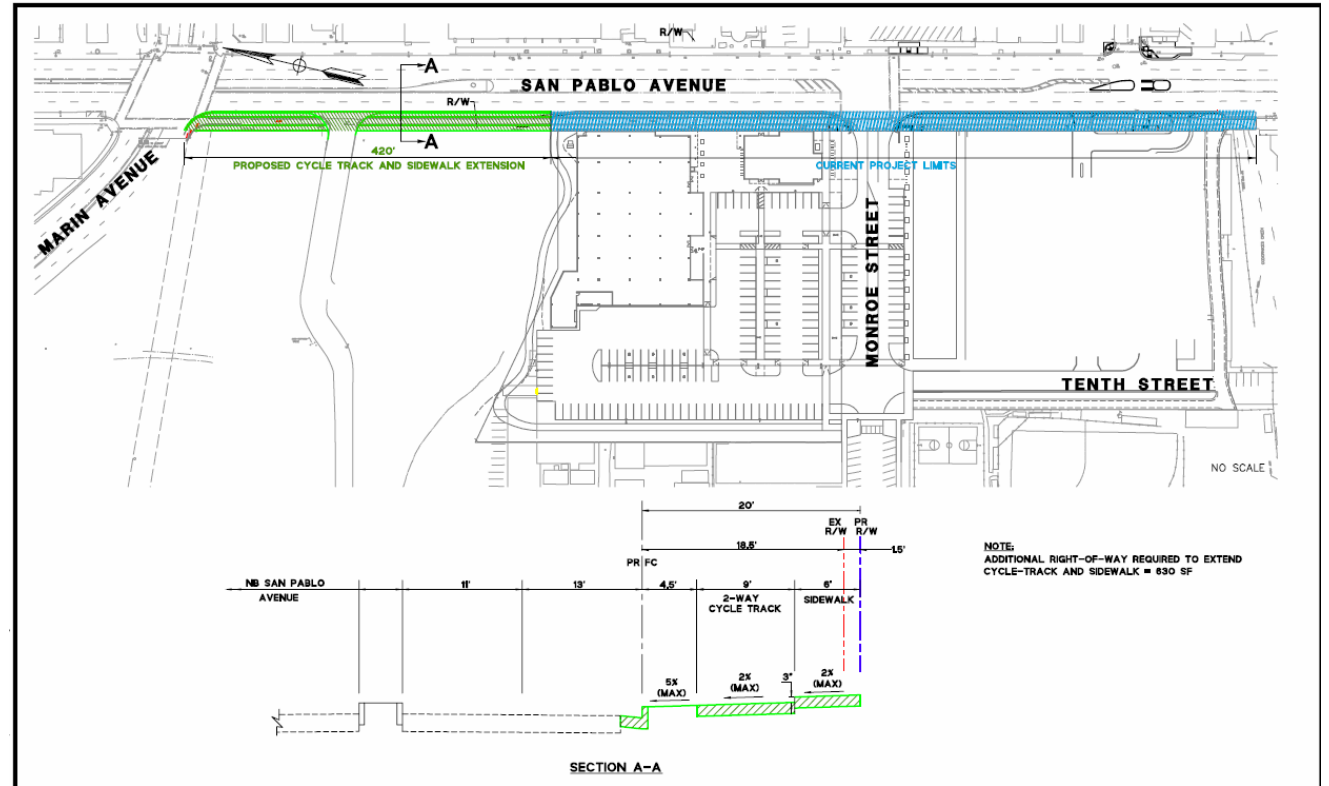 R/W
A
SAN PABLO AVENUE
R/W
A
420'
PROPOSED CYCLE TRACK AND SIDEWALK EXTENSION
CURRENT PROJECT LIMITS
MARIN AVENUE
MONROE STREET
TENTH STREET
NO SCALE
20'
EX
R/W
PR
R/W
18.5'
1.5'
PR FC
NB SAN PABLO
AVENUE
11'
13'
4.5'
9'
2-WAY
CYCLE TRACK
6'
SIDEWALK
NOTE:
ADDITIONAL RIGHT-OF-WAY REQUIRED TO EXTEND
CYCLE-TRACK AND SIDEWALK = 630 SF
5%
(MAX)
2%
(MAX)
3"
2%
(MAX)
SECTION A-A